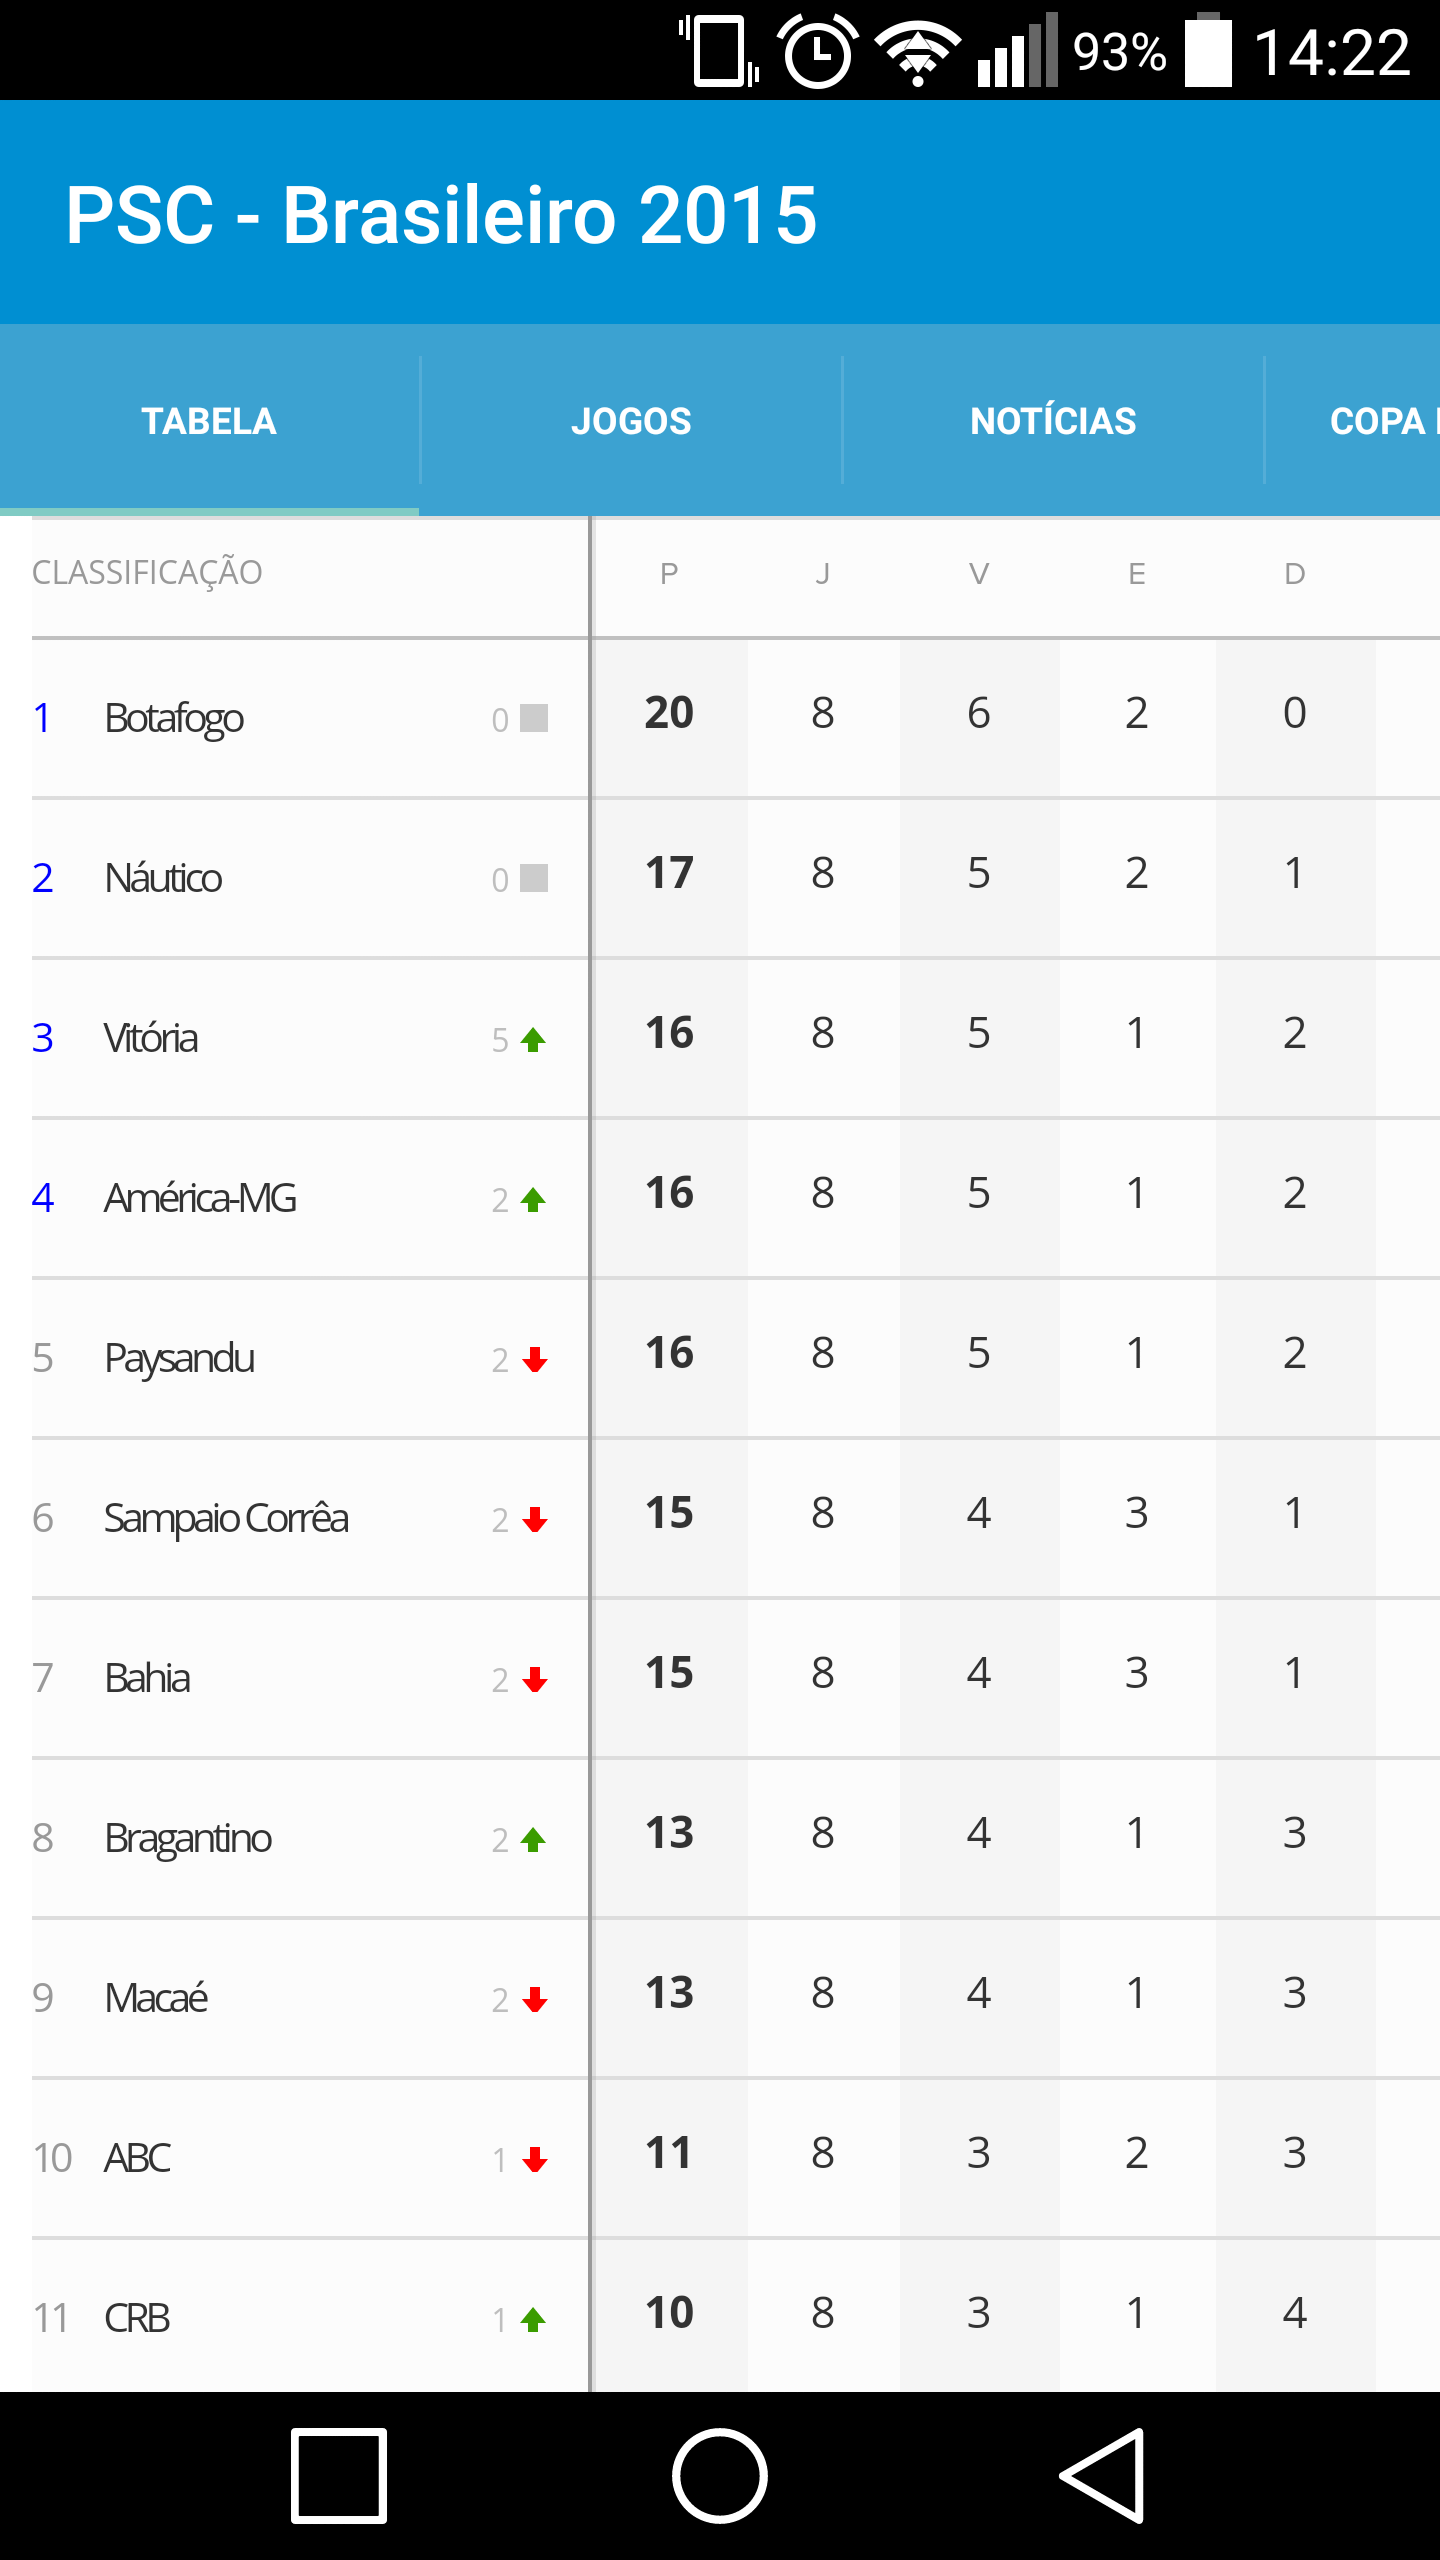 93% 14:22
PSC - Brasileiro 2015
TABELA JOGOS NOTÍCIAS COPA
CLASSIFICAÇÃO P J V E D
1 Botafogo 0 20 8 6 2 0
2 Náutico 0 17 8 5 2 1
3 Vitória 5 16 8 5 1 2
4 América-MG 2 16 8 5 1 2
5 Paysandu 2 16 8 5 1 2
6 Sampaio Corrêa 2 15 8 4 3 1
7 Bahia 2 15 8 4 3 1
8 Bragantino 2 13 8 4 1 3
9 Macaé 2 13 8 4 1 3
10 ABC 1 11 8 3 2 3
11 CRB 1 10 8 3 1 4